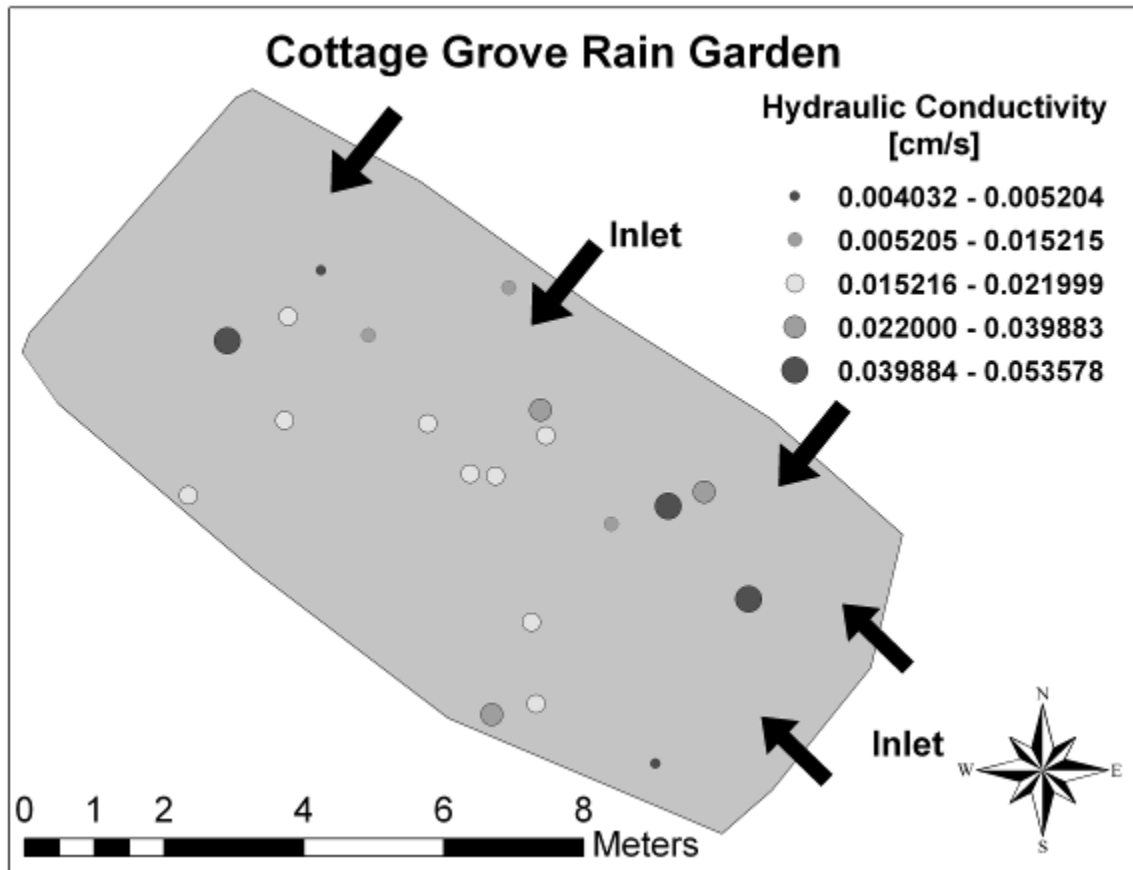 Cottage Grove Rain Garden
Hydraulic Conductivity
[cm/s]
0.004032 - 0.005204
0.005205 - 0.015215
0.015216 - 0.021999
0.022000 - 0.039883
0.039884 - 0.053578
Inlet
Inlet
N
W E
S
0 1 2 4 6 8
Meters